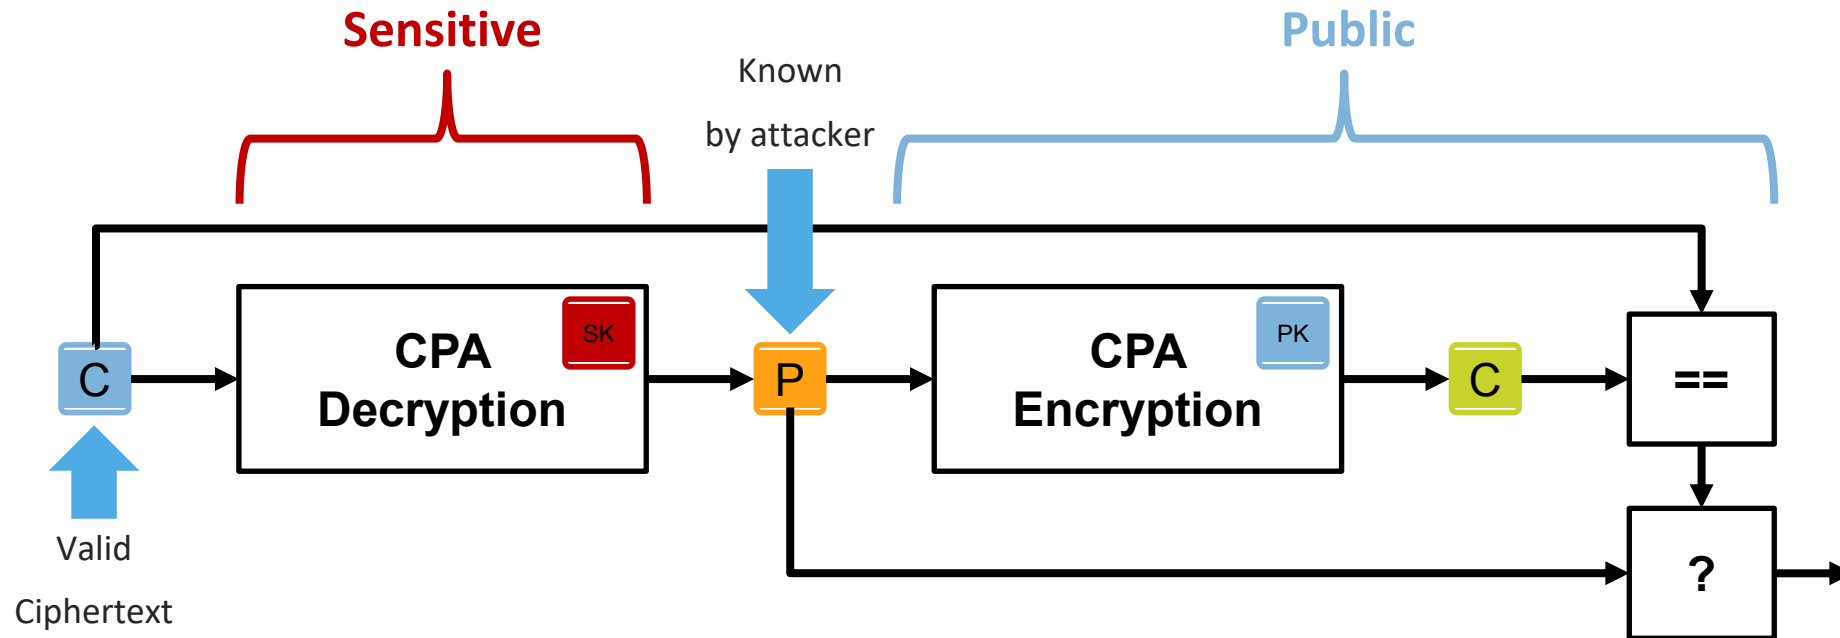 Sensitive
Public
Known
by attacker
SK
PK
CPA
Decryption
CPA
Encryption
C
P
C
==
Valid
Ciphertext
?